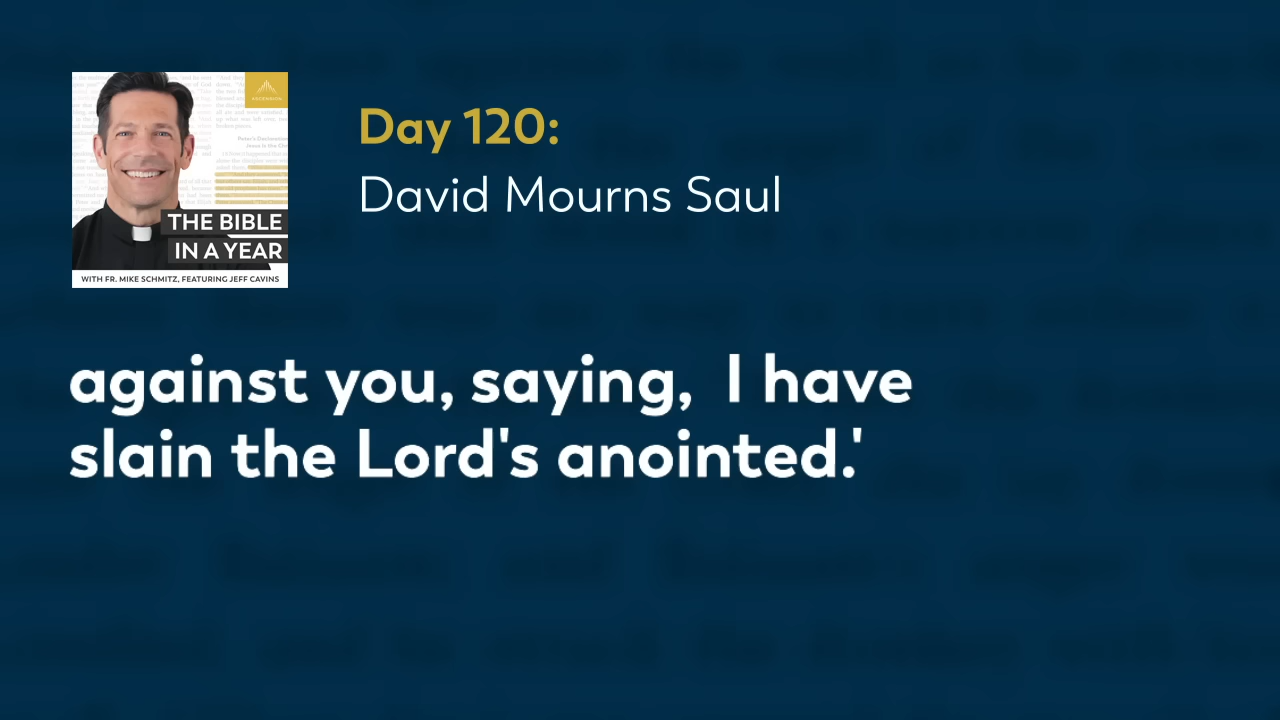 ASCENSION
THE BIBLE
IN A YEAR
WITH FR. MIKE SCHMITZ, FEATURING JEFF CAVINS
Day 120:
David Mourns Saul
against you, saying,  I have
slain the Lord's anointed.'